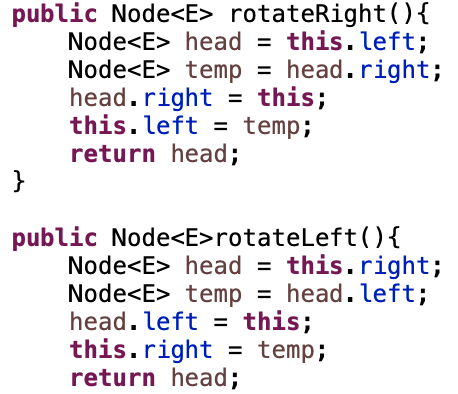 public Node<E> rotateRight(){
    Node<E> head = this.left;
    Node<E> temp = head.right;
    head.right = this;
    this.left = temp;
    return head;
}

public Node<E>rotateLeft(){
    Node<E> head = this.right;
    Node<E> temp = head.left;
    head.left = this;
    this.right = temp;
    return head;